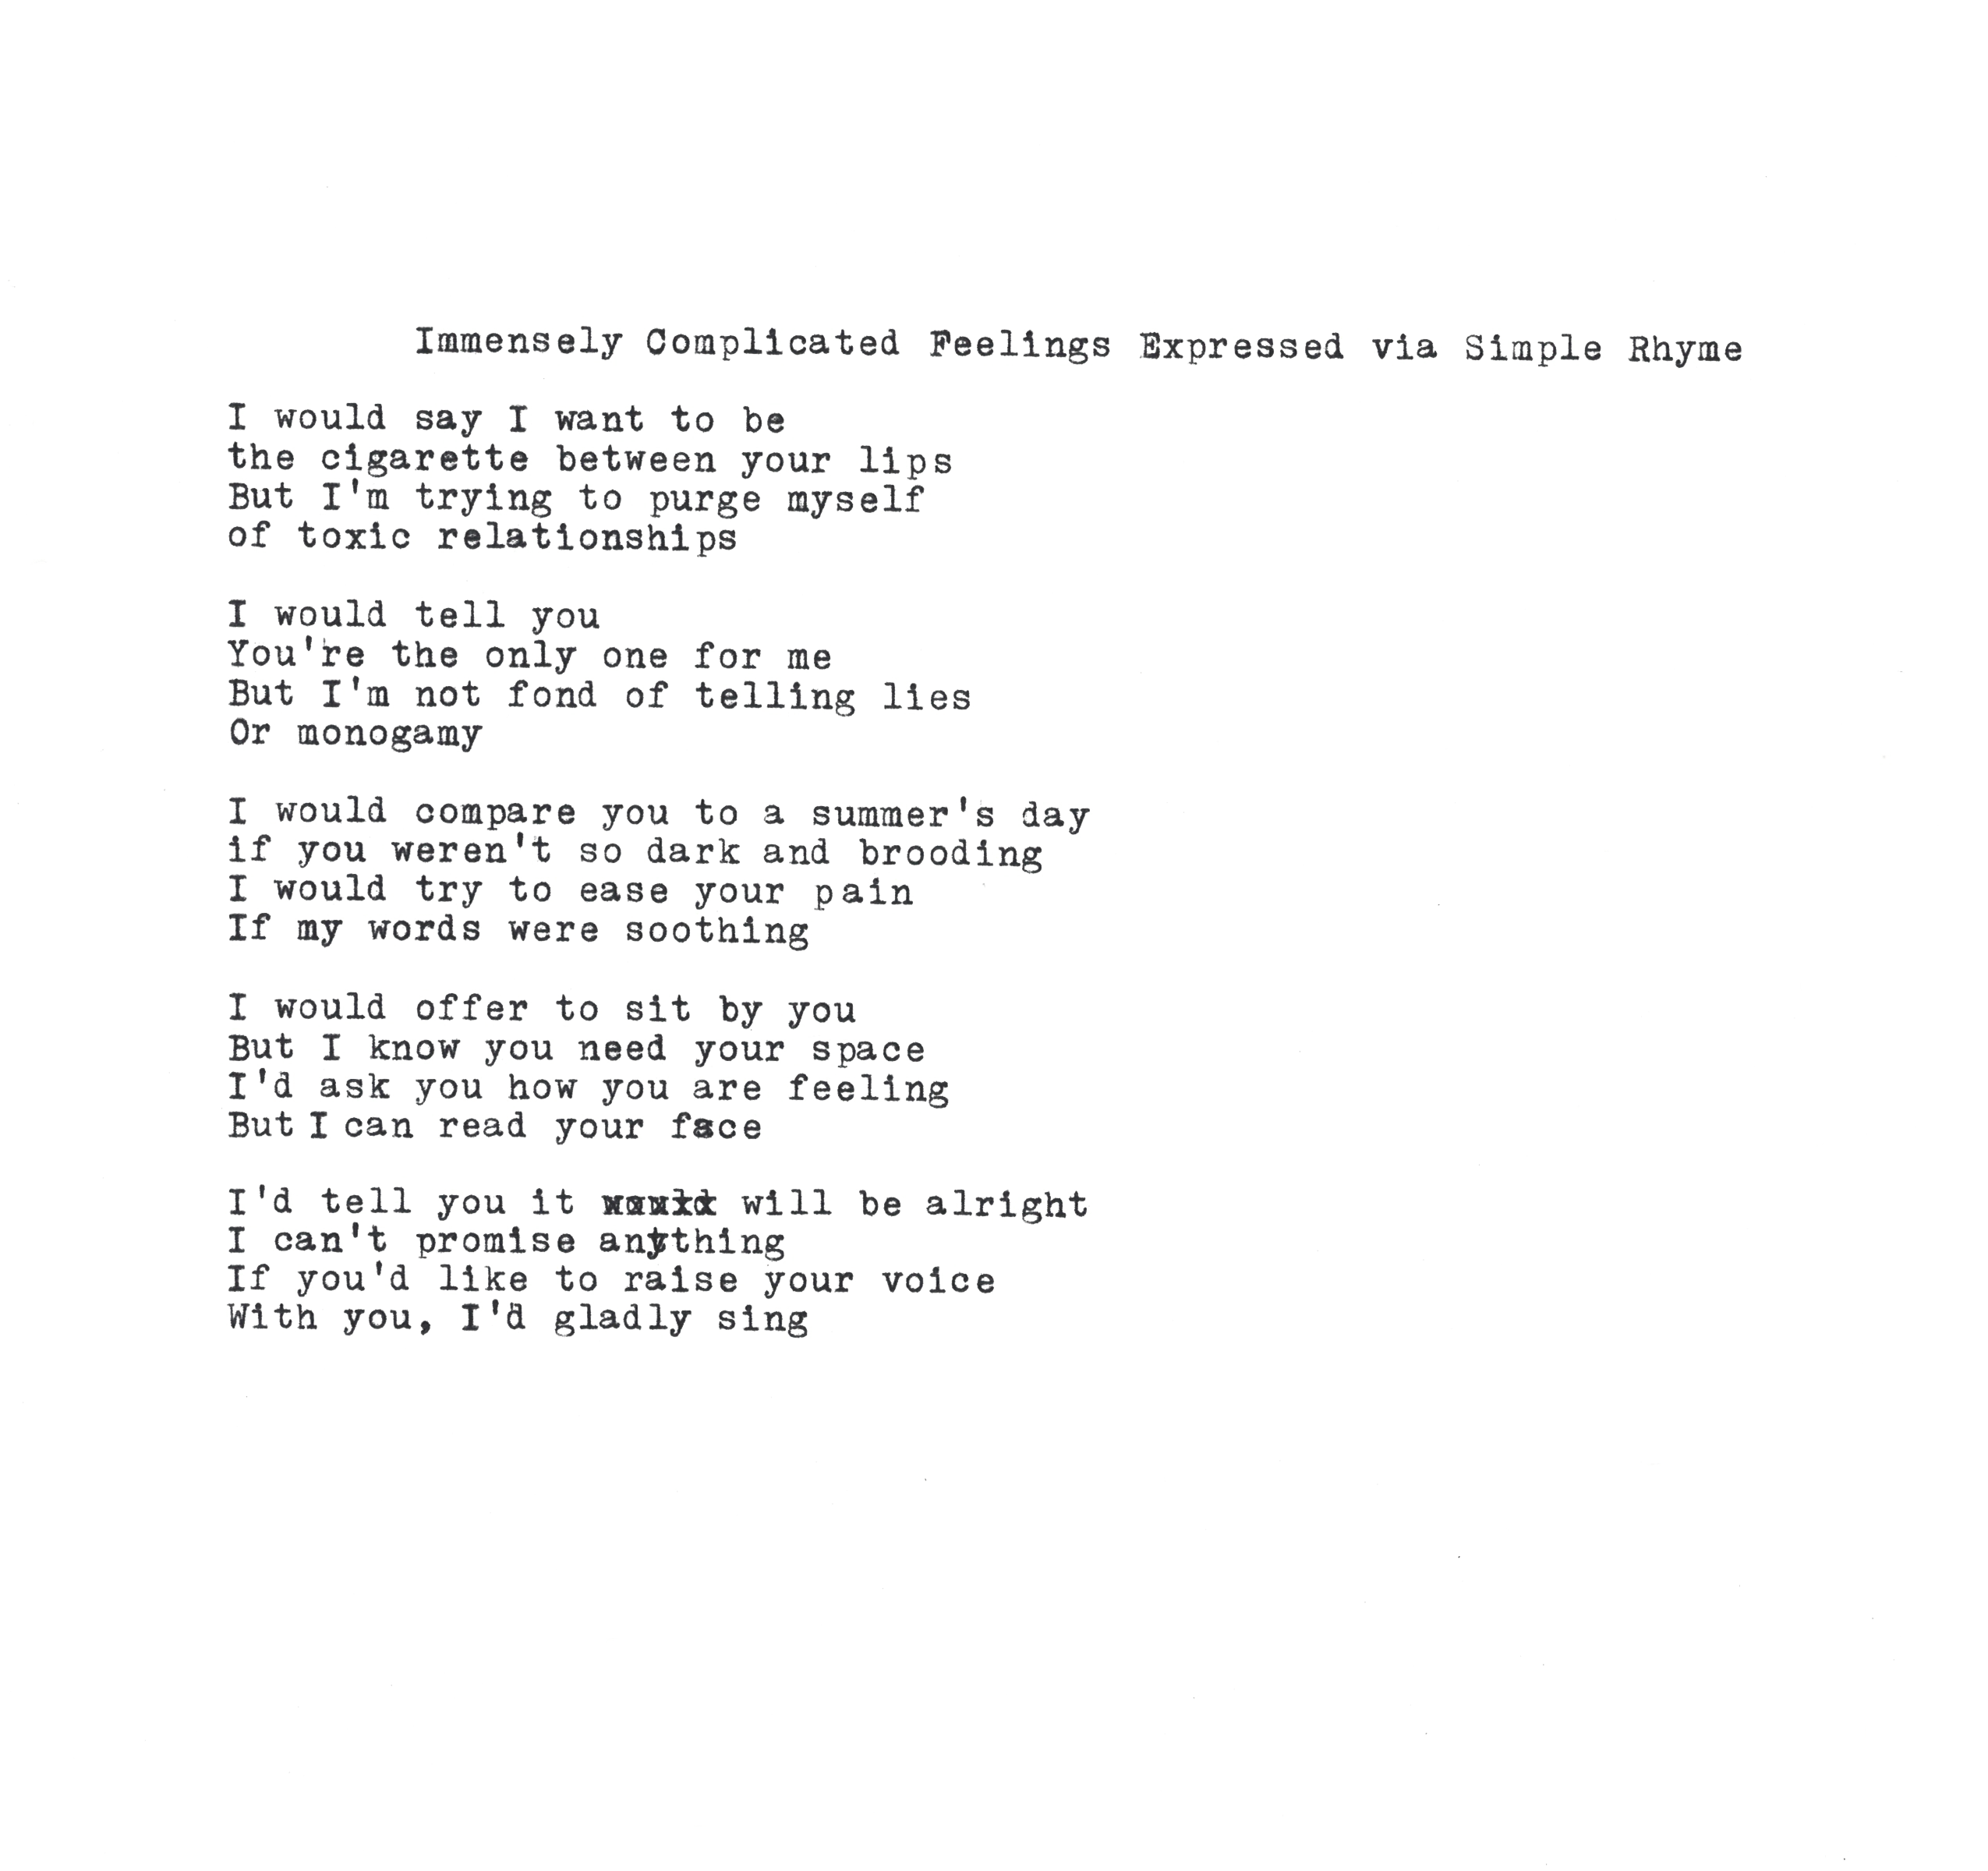 Immensely Complicated Feelings Expressed via Simple Rhyme
I would say I want to be
the cigarette between your lips
But I'm trying to purge myself
of toxic relationships
I would tell you
You're the only one for me
But I'm not fond of telling lies
Or monogamy
I would compare you to a summer's day
if you weren't so dark and brooding
I would try to ease your pain
If my words were soothing
I would offer to sit by you
But I know you need your space
I'd ask you how you are feeling
But I can read your face
I'd tell you it will be alright
I can't promise anything
If you'd like to raise your voice
With you, I'd gladly sing